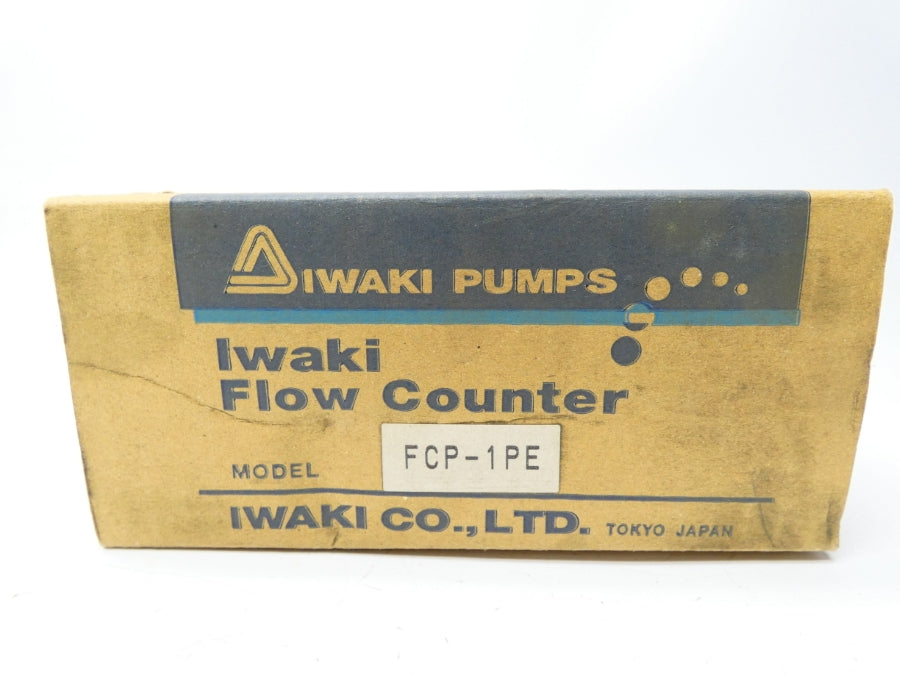 IWAKI PUMPS
Iwaki
Flow Counter
MODEL FCP-1PE
IWAKI CO.,LTD. TOKYO JAPAN